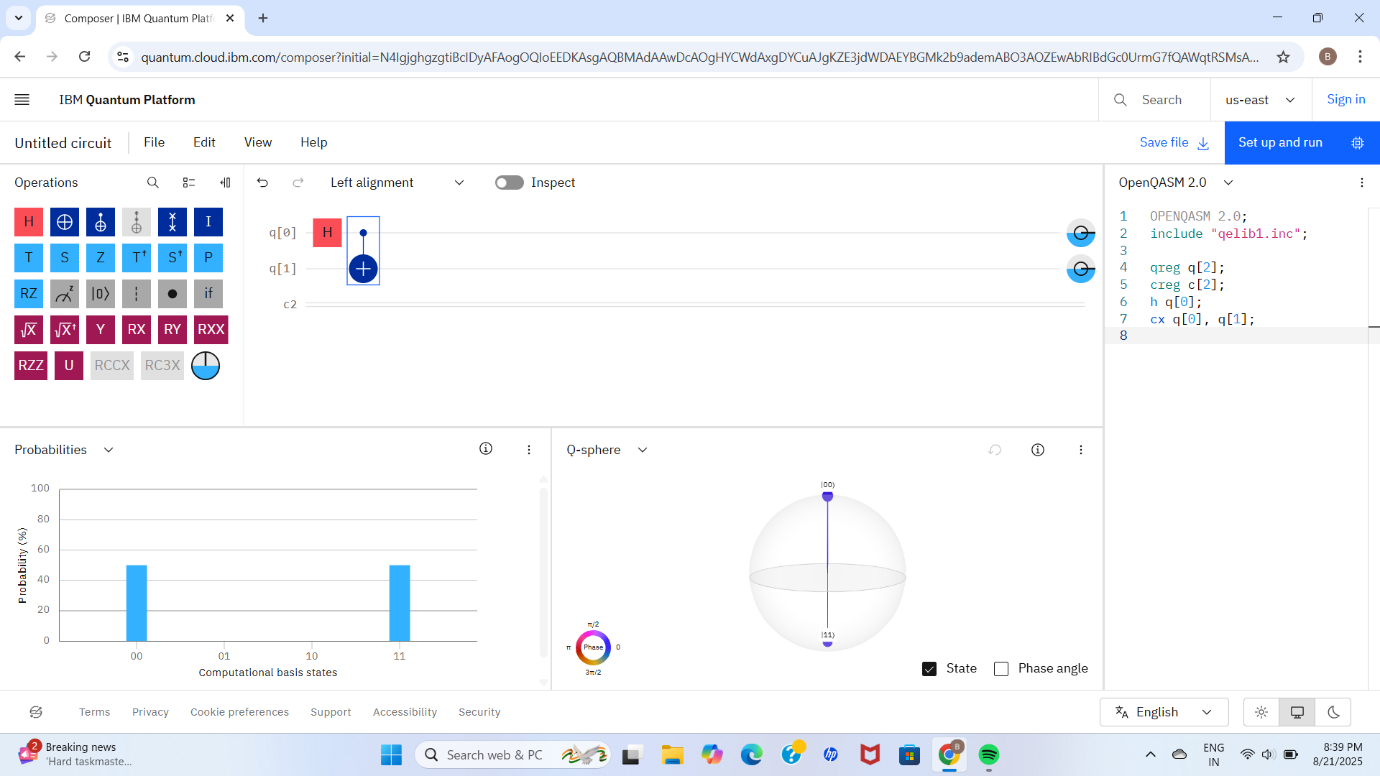 Composer | IBM Quantum Platf
quantum.cloud.ibm.com/composer?initial=
B
IBM Quantum Platform
Search
us-east
Sign in
Untitled circuit
File
Edit
View
Help
Save file
Set up and run
Operations
Left alignment
Inspect
OpenQASM 2.0
H
I
T S Z T† S† P
RZ z |0⟩ if
√X √X† Y RX RY RXX
RZZ U RCCX RC3X
q[0]
H
q[1]
c2
1 OPENQASM 2.0;
2 include "qelib1.inc";
3
4 qreg q[2];
5 creg c[2];
6 h q[0];
7 cx q[0], q[1];
8
Probabilities
Probability (%)
100
80
60
40
20
0
00 01 10 11
Computational basis states
Q-sphere
|00⟩
|11⟩
π/2
π Phase 0
3π/2
State
Phase angle
Terms Privacy Cookie preferences Support Accessibility Security
English
2
Breaking news
'Hard taskmaste...
Search web & PC
B
ENG
IN
8:39 PM
8/21/2025